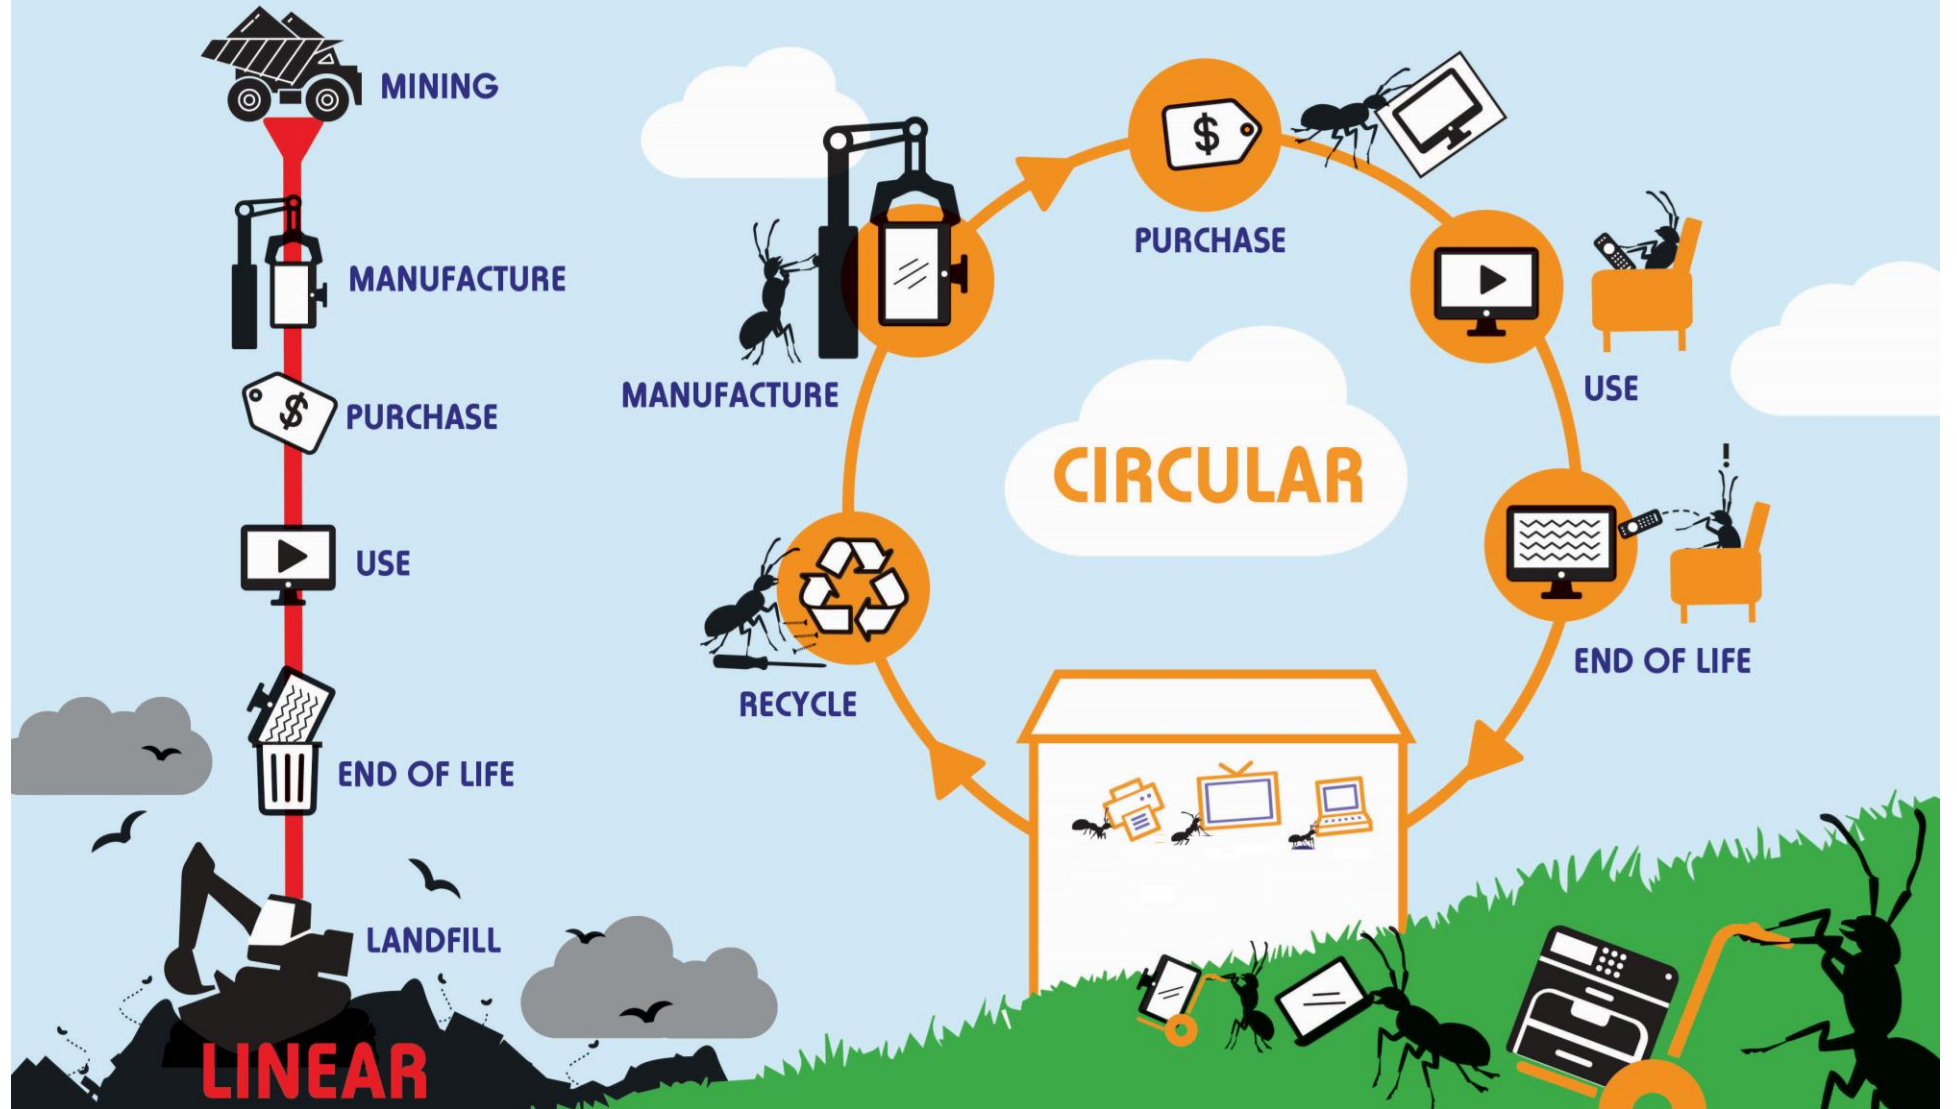 MINING
MANUFACTURE
$
PURCHASE
USE
END OF LIFE
LANDFILL
LINEAR
$
PURCHASE
MANUFACTURE
USE
CIRCULAR
!
END OF LIFE
RECYCLE